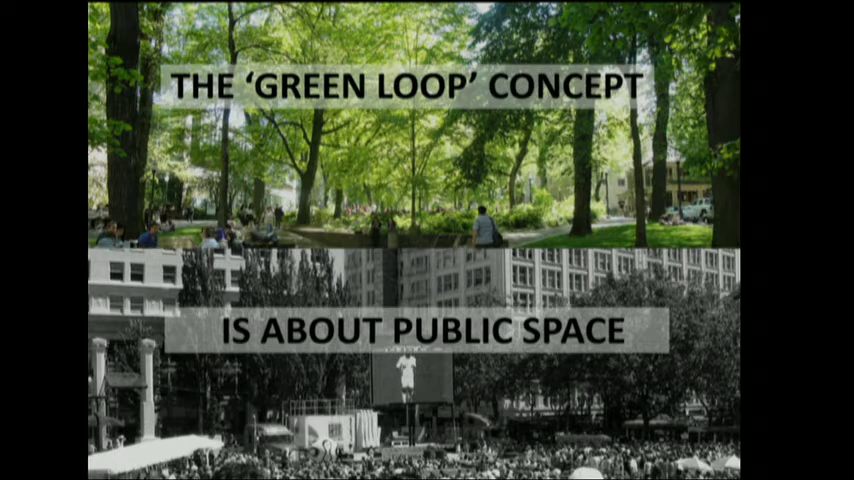 THE ‘GREEN LOOP’ CONCEPT
IS ABOUT PUBLIC SPACE